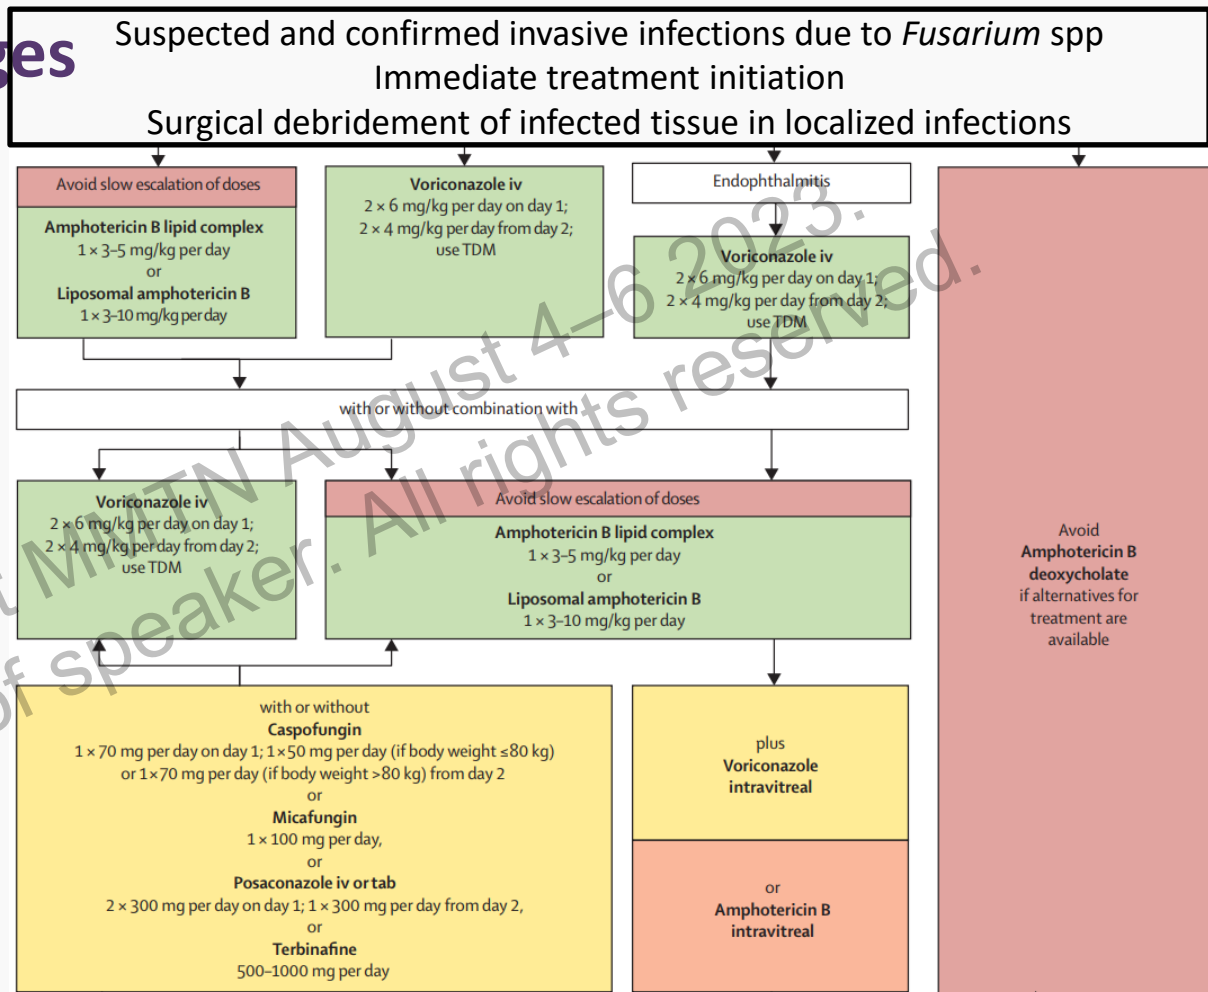 ges
Suspected and confirmed invasive infections due to Fusarium spp
Immediate treatment initiation
Surgical debridement of infected tissue in localized infections
Avoid slow escalation of doses
Amphotericin B lipid complex
1 × 3–5 mg/kg per day
or
Liposomal amphotericin B
1 × 3–10 mg/kg per day
Voriconazole iv
2 × 6 mg/kg per day on day 1;
2 × 4 mg/kg per day from day 2;
use TDM
Endophthalmitis
Voriconazole iv
2 × 6 mg/kg per day on day 1;
2 × 4 mg/kg per day from day 2;
use TDM
with or without combination with
Voriconazole iv
2 × 6 mg/kg per day on day 1;
2 × 4 mg/kg per day from day 2;
use TDM
Avoid slow escalation of doses
Amphotericin B lipid complex
1 × 3–5 mg/kg per day
or
Liposomal amphotericin B
1 × 3–10 mg/kg per day
with or without
Caspofungin
1 × 70 mg per day on day 1; 1 × 50 mg per day (if body weight ≤80 kg)
or 1 × 70 mg per day (if body weight >80 kg) from day 2
or
Micafungin
1 × 100 mg per day,
or
Posaconazole iv or tab
2 × 300 mg per day on day 1; 1 × 300 mg per day from day 2,
or
Terbinafine
500–1000 mg per day
plus
Voriconazole
intravitreal
or
Amphotericin B
intravitreal
Avoid
Amphotericin B
deoxycholate
if alternatives for
treatment are
available
t MMTN August 4–6 2023.
of speaker. All rights reserved.